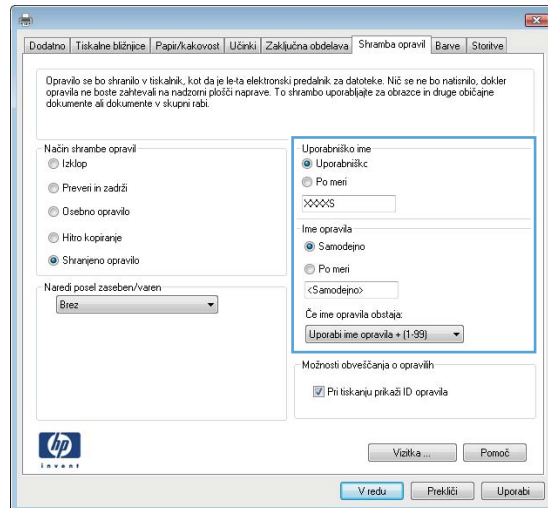 Dodatno Tiskalne bližnjice Papir/kakovost Učinki Zaključna obdelava Shramba opravil Barve Storitve
Opravilo se bo shranilo v tiskalnik, kot da je le-ta elektronski predalnik za datoteke. Nič se ne bo natisnilo, dokler
opravila ne boste zahtevali na nadzorni plošči naprave. To shrambo uporabljajte za obrazce in druge običajne
dokumente ali dokumente v skupni rabi.
Način shrambe opravil
Izklop
Preveri in zadrži
Osebno opravilo
Hitro kopiranje
Shranjeno opravilo
Naredi posel zaseben/varen
Brez
Uporabniško ime
Uporabniškc
Po meri
XXXXS
Ime opravila
Samodejno
Po meri
<Samodejno>
Če ime opravila obstaja:
Uporabi ime opravila + (1-99)
Možnosti obveščanja o opravilih
Pri tiskanju prikaži ID opravila
hp
invent
Vizitka ... Pomoč
V redu Prekliči Uporabi